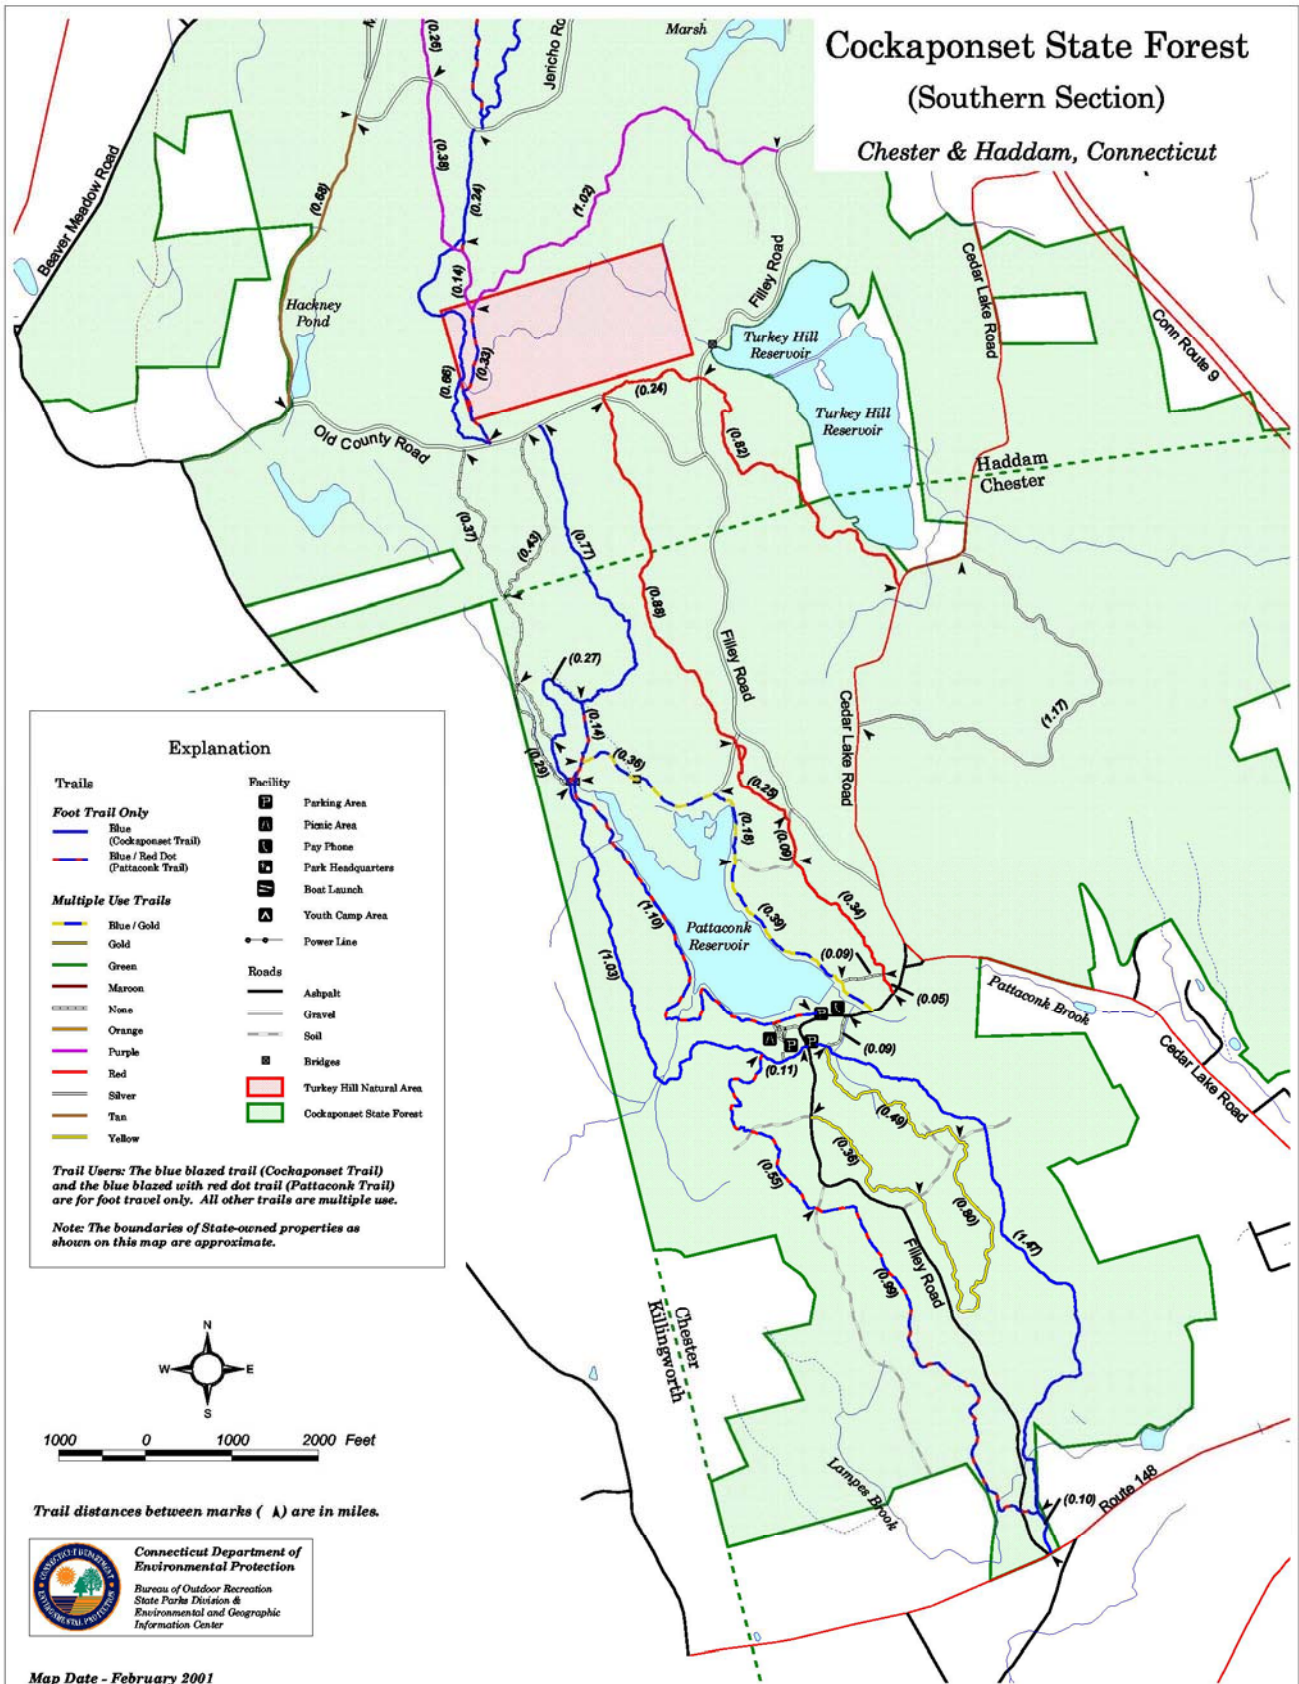 Cockaponset State Forest
(Southern Section)
Chester & Haddam, Connecticut
Marsh
Jericho Ro
(0.26)
Beaver Meadow Road
(0.68)
(0.38)
(0.24)
(1.02)
(0.14)
Filley Road
Cedar Lake Road
Conn Route 9
Hackney
Pond
Turkey Hill
Reservoir
(0.66)
(0.33)
(0.24)
Turkey Hill
Reservoir
Old County Road
(0.82)
Haddam
Chester
(0.37)
(0.43)
(0.77)
(0.88)
Filley Road
(0.27)
(0.14)
(0.29)
(0.36)
Cedar Lake Road
(1.17)
(0.25)
(0.18)
(0.09)
(1.10)
(0.39)
(0.34)
Pattaconk
Reservoir
(1.03)
(0.09)
(0.05)
Pattaconk Brook
Cedar Lake Road
(0.09)
(0.11)
(0.49)
(0.36)
(0.55)
(0.80)
(1.47)
Filley Road
(0.99)
Chester
Killingworth
Lampes Brook
(0.10)
Route 148
Explanation
Trails
Foot Trail Only
Blue
(Cockaponset Trail)
Blue / Red Dot
(Pattaconk Trail)
Multiple Use Trails
Blue / Gold
Gold
Green
Maroon
None
Orange
Purple
Red
Silver
Tan
Yellow
Facility
Parking Area
Picnic Area
Pay Phone
Park Headquarters
Boat Launch
Youth Camp Area
Power Line
Roads
Ashpalt
Gravel
Soil
Bridges
Turkey Hill Natural Area
Cockaponset State Forest
Trail Users: The blue blazed trail (Cockaponset Trail)
and the blue blazed with red dot trail (Pattaconk Trail)
are for foot travel only. All other trails are multiple use.
Note: The boundaries of State-owned properties as
shown on this map are approximate.
N
W E
S
1000 0 1000 2000 Feet
Trail distances between marks ( ) are in miles.
Connecticut Department of
Environmental Protection
Bureau of Outdoor Recreation
State Parks Division &
Environmental and Geographic
Information Center
CONNECTICUT DEPARTMENT
ENVIRONMENTAL PROTECTION
Map Date - February 2001